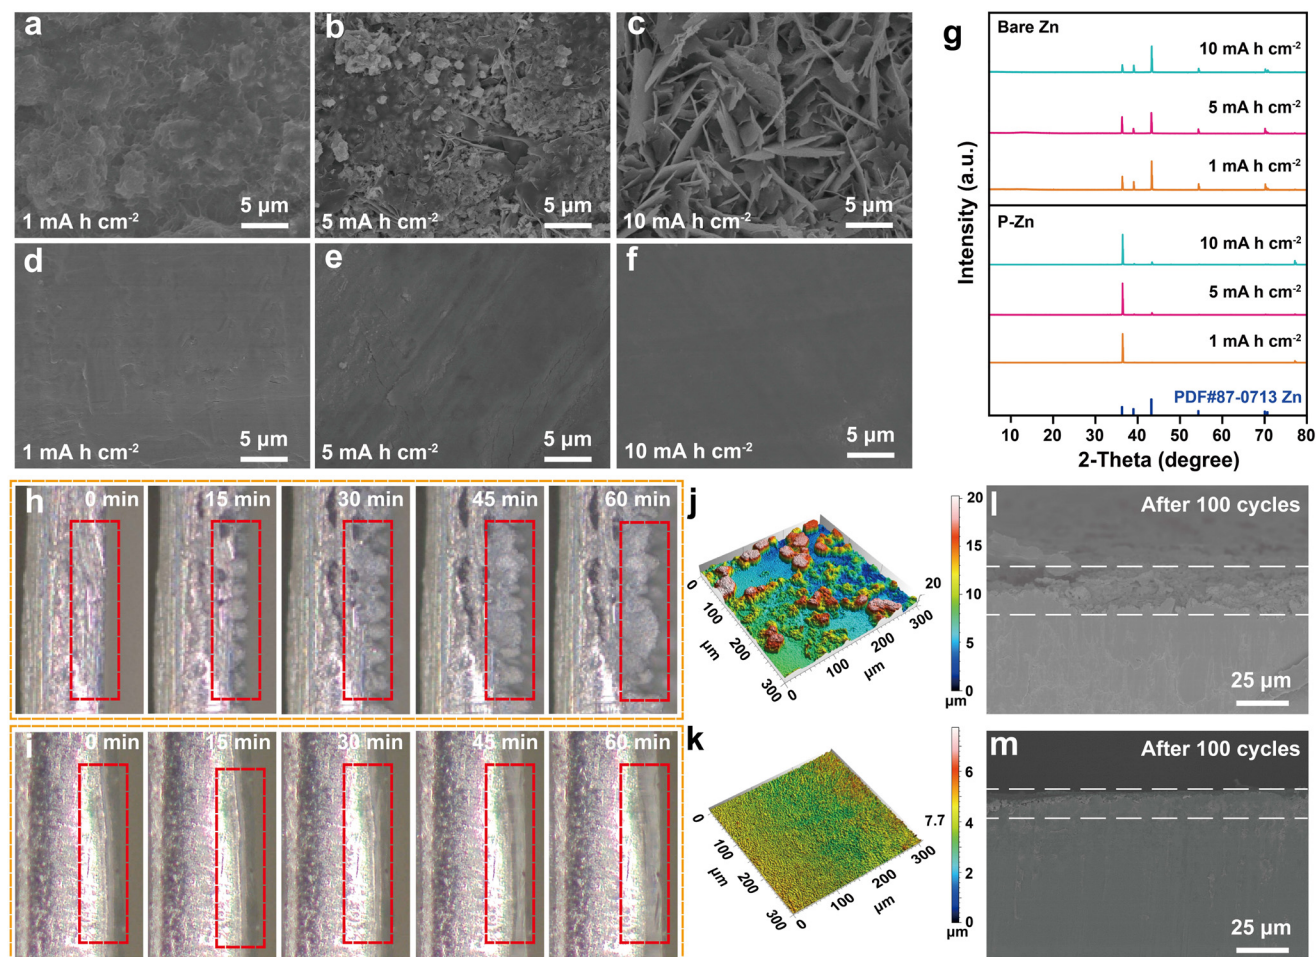 a
1 mA h cm-2
5 μm
b
5 mA h cm-2
5 μm
c
10 mA h cm-2
5 μm
d
1 mA h cm-2
5 μm
e
5 mA h cm-2
5 μm
f
10 mA h cm-2
5 μm
g
Bare Zn
10 mA h cm-2
5 mA h cm-2
1 mA h cm-2
P-Zn
10 mA h cm-2
5 mA h cm-2
1 mA h cm-2
PDF#87-0713 Zn
Intensity (a.u.)
10 20 30 40 50 60 70 80
2-Theta (degree)
h
0 min
15 min
30 min
45 min
60 min
i
0 min
15 min
30 min
45 min
60 min
j
0
100
200
300
μm
0
100
200
300
μm
20
20
15
10
5
0
μm
k
0
100
200
300
μm
0
100
200
300
μm
7.7
6
4
2
0
μm
l
After 100 cycles
25 μm
m
After 100 cycles
25 μm